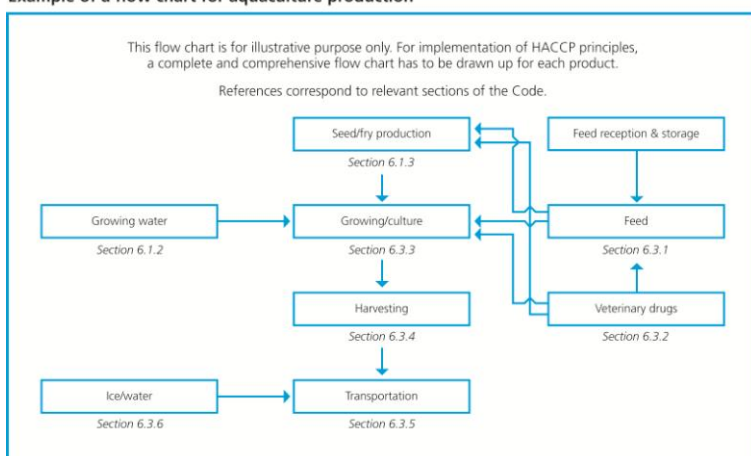 Example of a flow chart for aquaculture production
This flow chart is for illustrative purpose only. For implementation of HACCP principles,
a complete and comprehensive flow chart has to be drawn up for each product.
References correspond to relevant sections of the Code.
Seed/fry production
Feed reception & storage
Section 6.1.3
Growing water
Growing/culture
Feed
Section 6.1.2
Section 6.3.3
Section 6.3.1
Harvesting
Veterinary drugs
Section 6.3.4
Section 6.3.2
Ice/water
Transportation
Section 6.3.6
Section 6.3.5